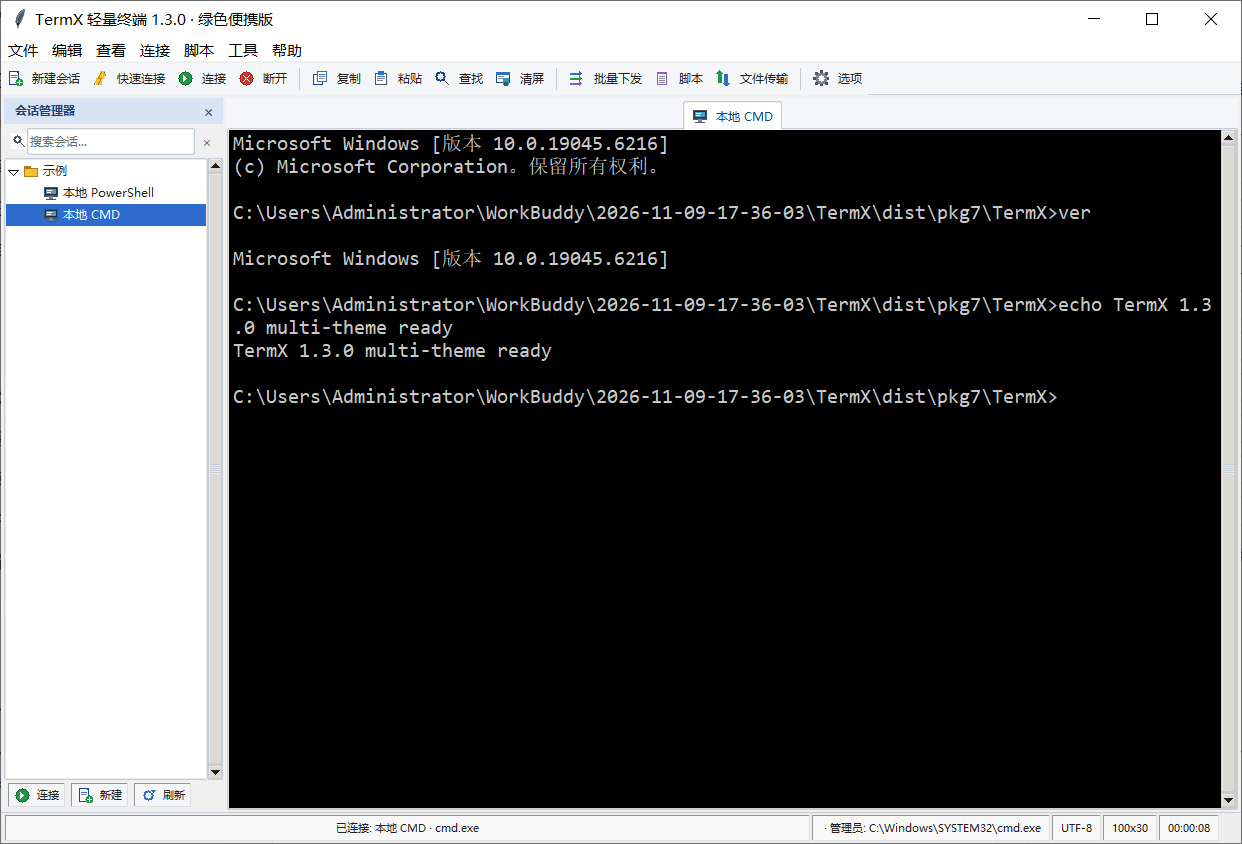 TermX 轻量终端 1.3.0 · 绿色便携版
文件 编辑 查看 连接 脚本 工具 帮助
新建会话 快速连接 连接 断开 复制 粘贴 查找 清屏 批量下发 脚本 文件传输 选项
会话管理器
本地 CMD
搜索会话...
示例
本地 PowerShell
本地 CMD
Microsoft Windows [版本 10.0.19045.6216]
(c) Microsoft Corporation。保留所有权利。
C:\Users\Administrator\WorkBuddy\2026-11-09-17-36-03\TermX\dist\pkg7\TermX>ver
Microsoft Windows [版本 10.0.19045.6216]
C:\Users\Administrator\WorkBuddy\2026-11-09-17-36-03\TermX\dist\pkg7\TermX>echo TermX 1.3
.0 multi-theme ready
TermX 1.3.0 multi-theme ready
C:\Users\Administrator\WorkBuddy\2026-11-09-17-36-03\TermX\dist\pkg7\TermX>
连接 新建 刷新
已连接: 本地 CMD · cmd.exe
· 管理员: C:\Windows\SYSTEM32\cmd.exe
UTF-8
100x30
00:00:08